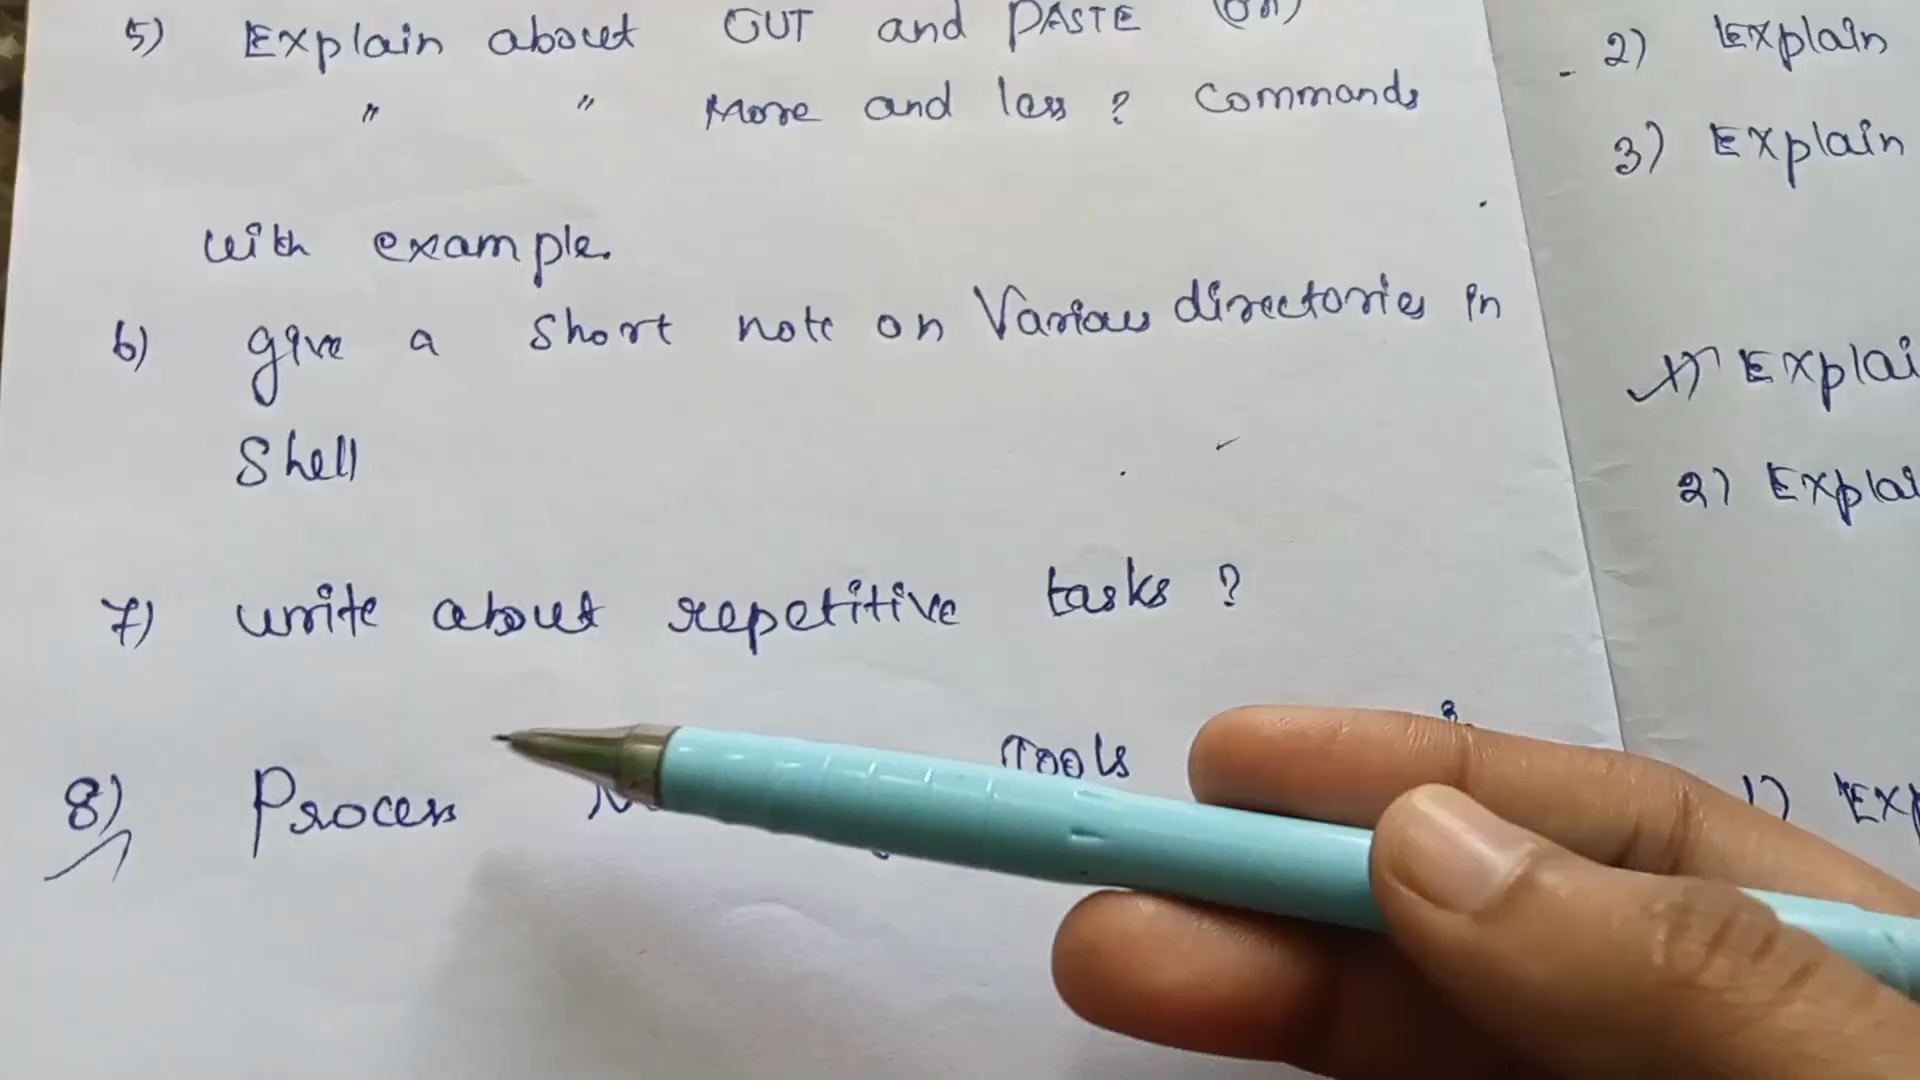 5) Explain about CUT and PASTE (or)
" " More and less ? Commands
with example.
6) give a short note on Various directories in
Shell
7) write about repetitive tasks ?
8) Process Tools
2) Explain
3) Explain
1) Explai
2) Explai
1) Exp